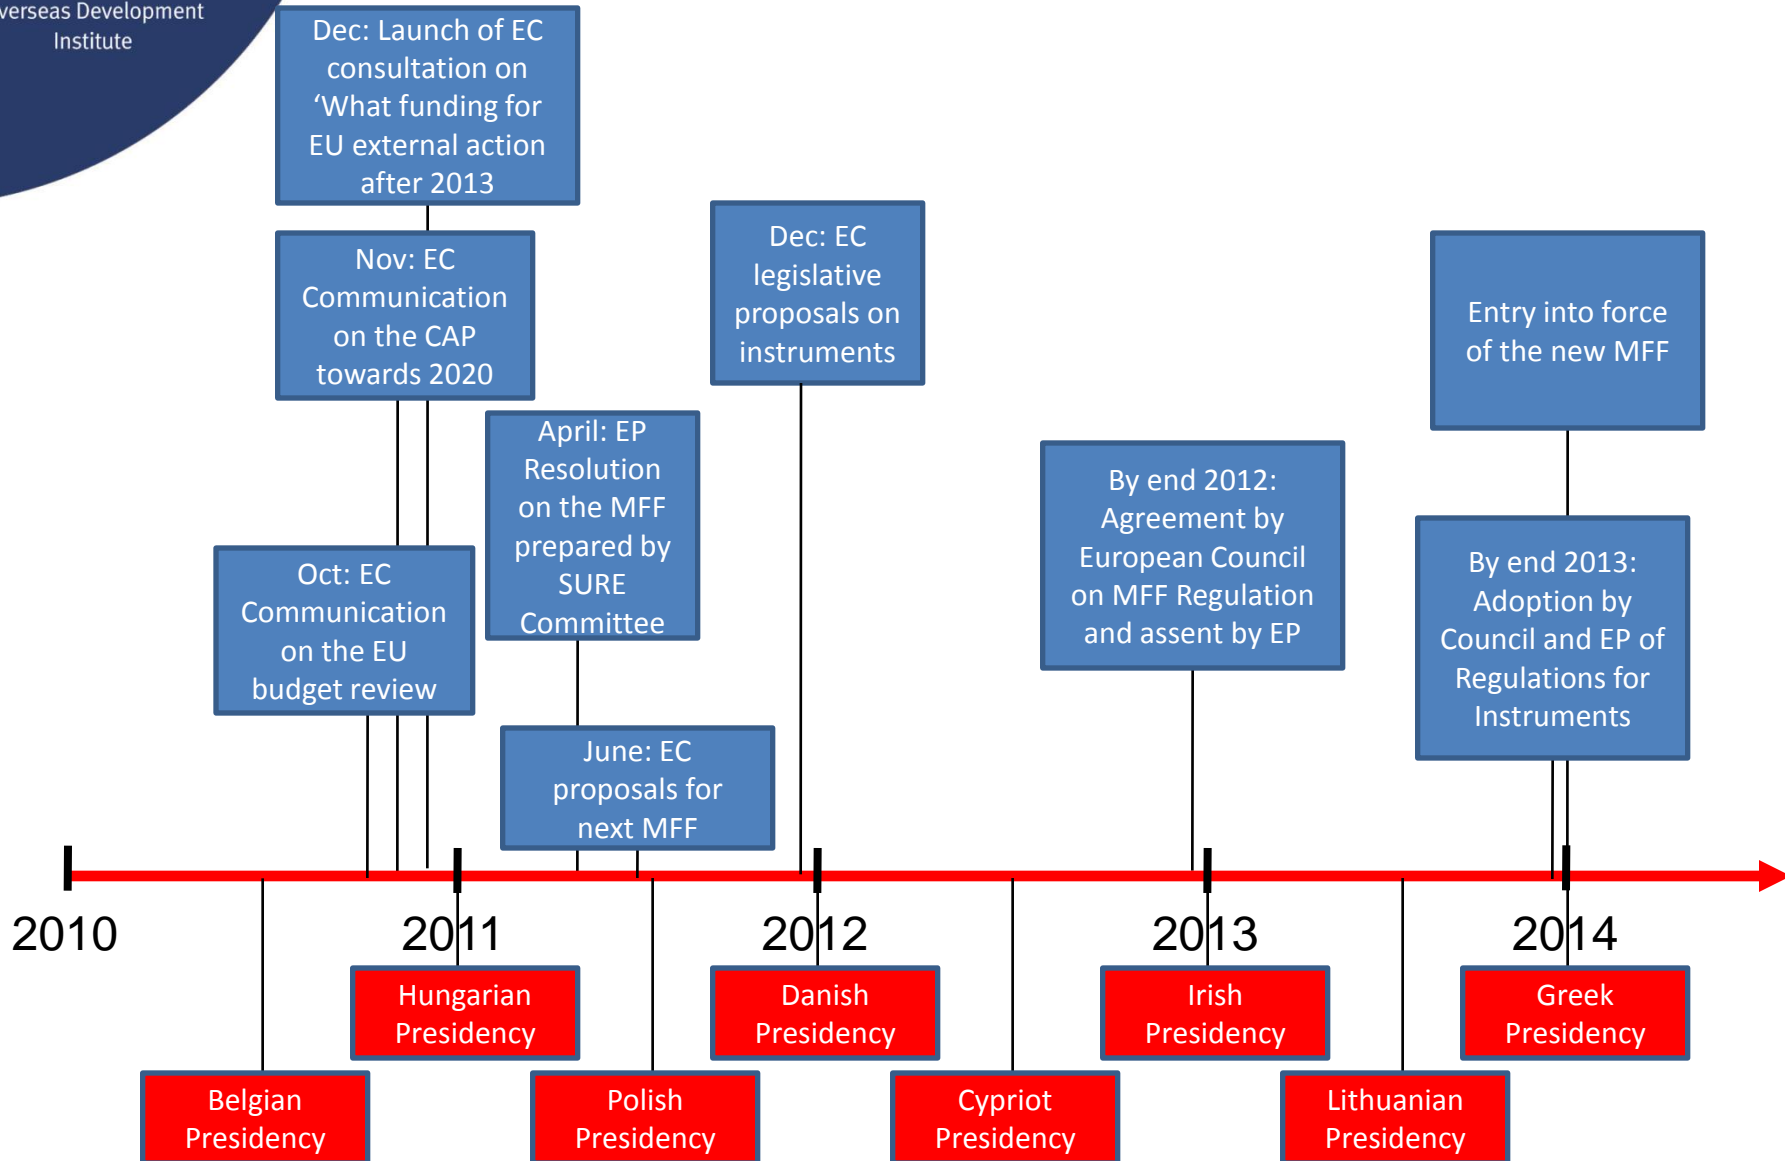 Institute
Dec: Launch of EC
consultation on
‘What funding for
EU external action
after 2013
Nov: EC
Communication
on the CAP
towards 2020
Oct: EC
Communication
on the EU
budget review
April: EP
Resolution
on the MFF
prepared by
SURE
Committee
June: EC
proposals for
next MFF
Dec: EC
legislative
proposals on
instruments
By end 2012:
Agreement by
European Council
on MFF Regulation
and assent by EP
Entry into force
of the new MFF
By end 2013:
Adoption by
Council and EP of
Regulations for
Instruments
2010
2011
2012
2013
2014
Belgian
Presidency
Hungarian
Presidency
Polish
Presidency
Danish
Presidency
Cypriot
Presidency
Irish
Presidency
Lithuanian
Presidency
Greek
Presidency